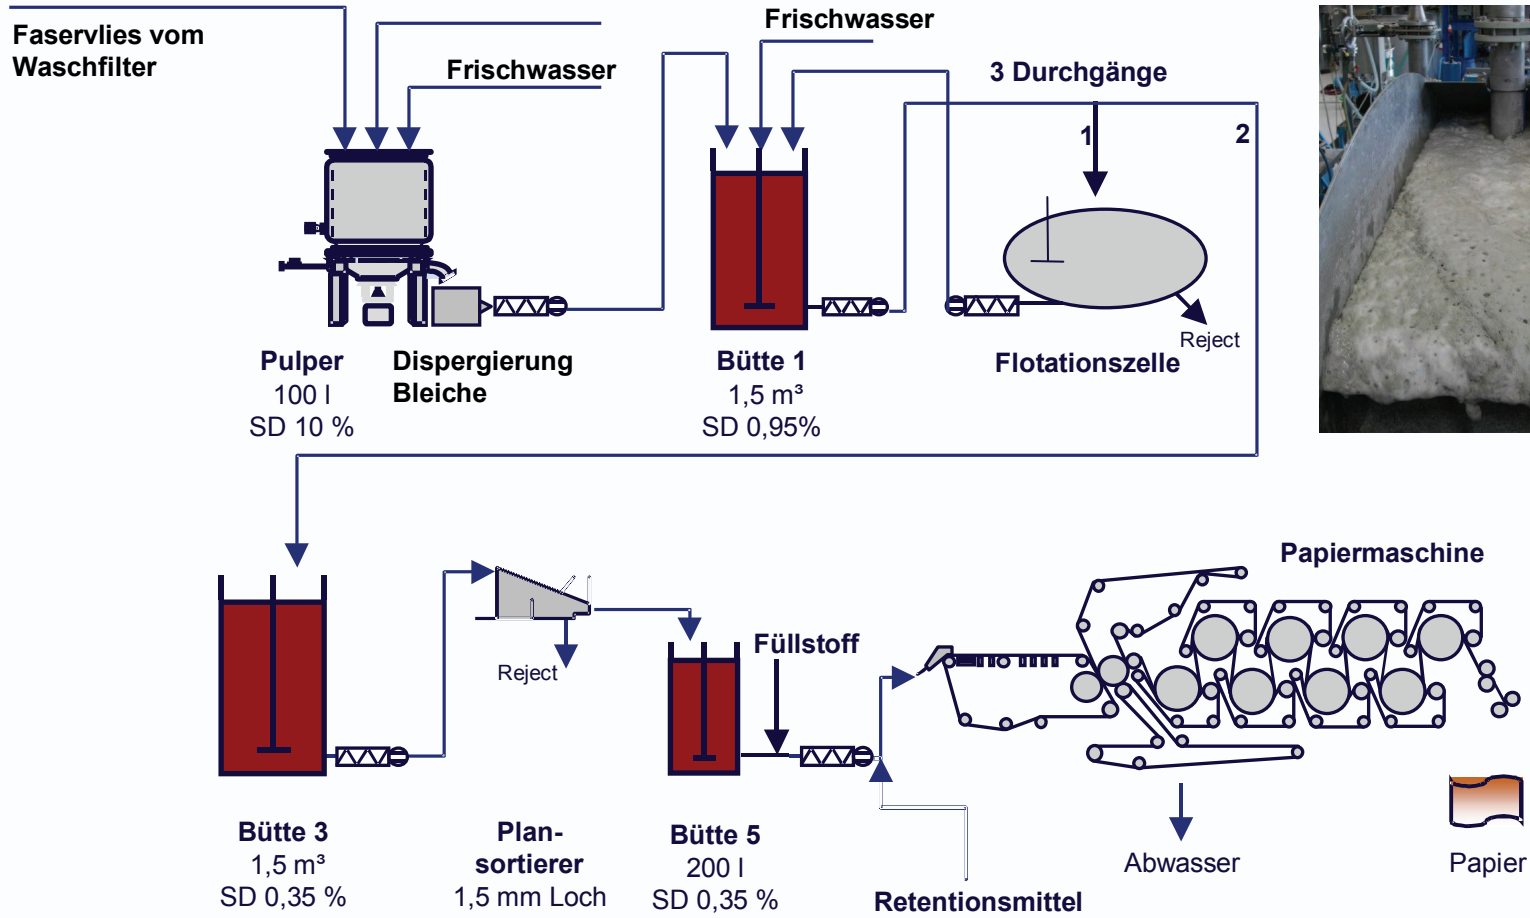 Faservlies vom
Waschfilter
Frischwasser
Frischwasser
3 Durchgänge
1
2
Reject
Pulper
100 l
SD 10 %
Dispergierung
Bleiche
Bütte 1
1,5 m³
SD 0,95%
Flotationszelle
Papiermaschine
Reject
Füllstoff
Bütte 3
1,5 m³
SD 0,35 %
Plan-
sortierer
1,5 mm Loch
Bütte 5
200 l
SD 0,35 %
Retentionsmittel
Abwasser
Papier